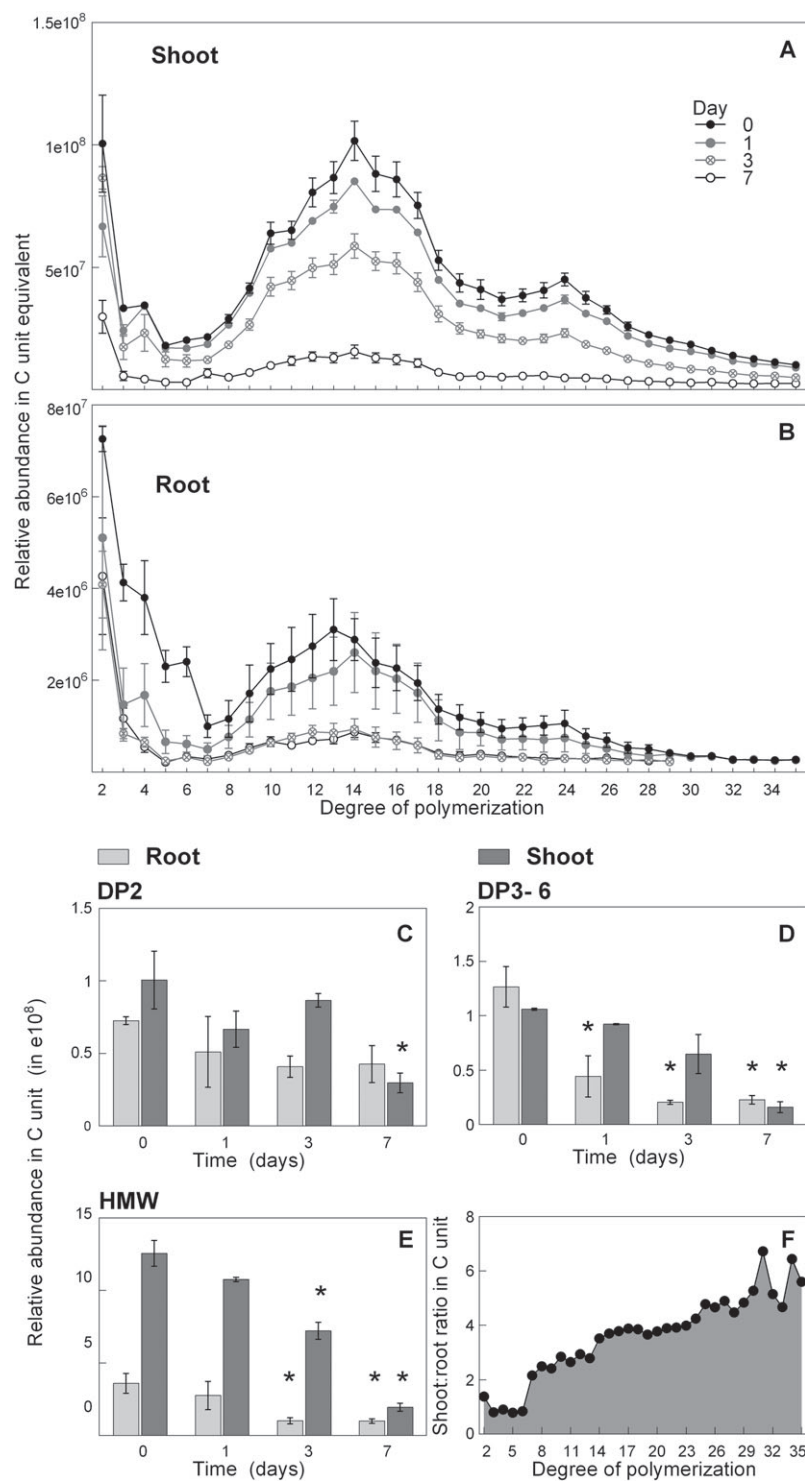 1.5e10⁸
Shoot
A
Day
0
1
3
7
1e10⁸
5e10⁷
Relative abundance in C unit equivalent
8e10⁷
B
Root
6e10⁶
4e10⁶
2e10⁶
2 4 6 8 10 12 14 16 18 20 22 24 26 28 30 32 34
Degree of polymerization
Root Shoot
DP2
1.5
1
0.5
0
C
*
0 1 3 7
Time (days)
DP3- 6
2
1.5
1
0.5
0
D
* * * *
0 1 3 7
Time (days)
Relative abundance in C unit (in e10⁸)
HMW
15
10
5
0
E
* * * *
0 1 3 7
Time (days)
Shoot:root ratio in C unit
8
6
4
2
0
F
2 5 8 11 14 17 20 23 26 29 32 35
Degree of polymerization